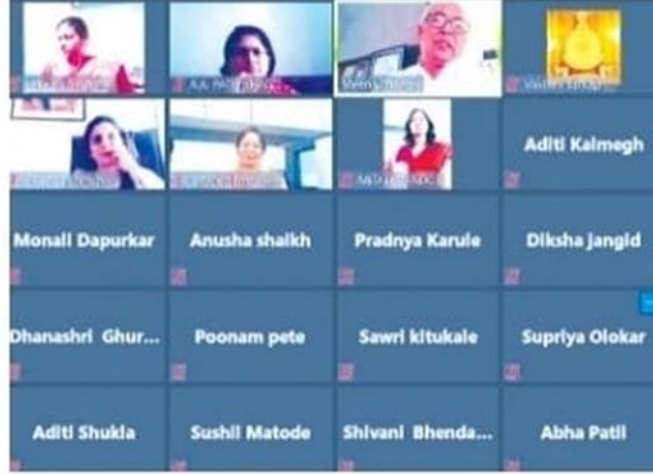 Aditi Kalmegh
Monali Dapurkar
Anusha shaikh
Pradnya Karule
Diksha jangid
Dhanashri Ghur...
Poonam pete
Sawri kitukale
Supriya Olokar
Aditi Shukla
Sushil Matode
Shivani Bhenda...
Abha Patil